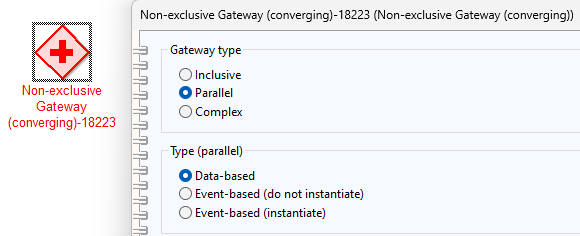 Non-exclusive Gateway (converging)-18223 (Non-exclusive Gateway (converging))
Gateway type
Inclusive
Parallel
Complex
Type (parallel)
Data-based
Event-based (do not instantiate)
Event-based (instantiate)
Non-exclusive
Gateway
(converging)-18223